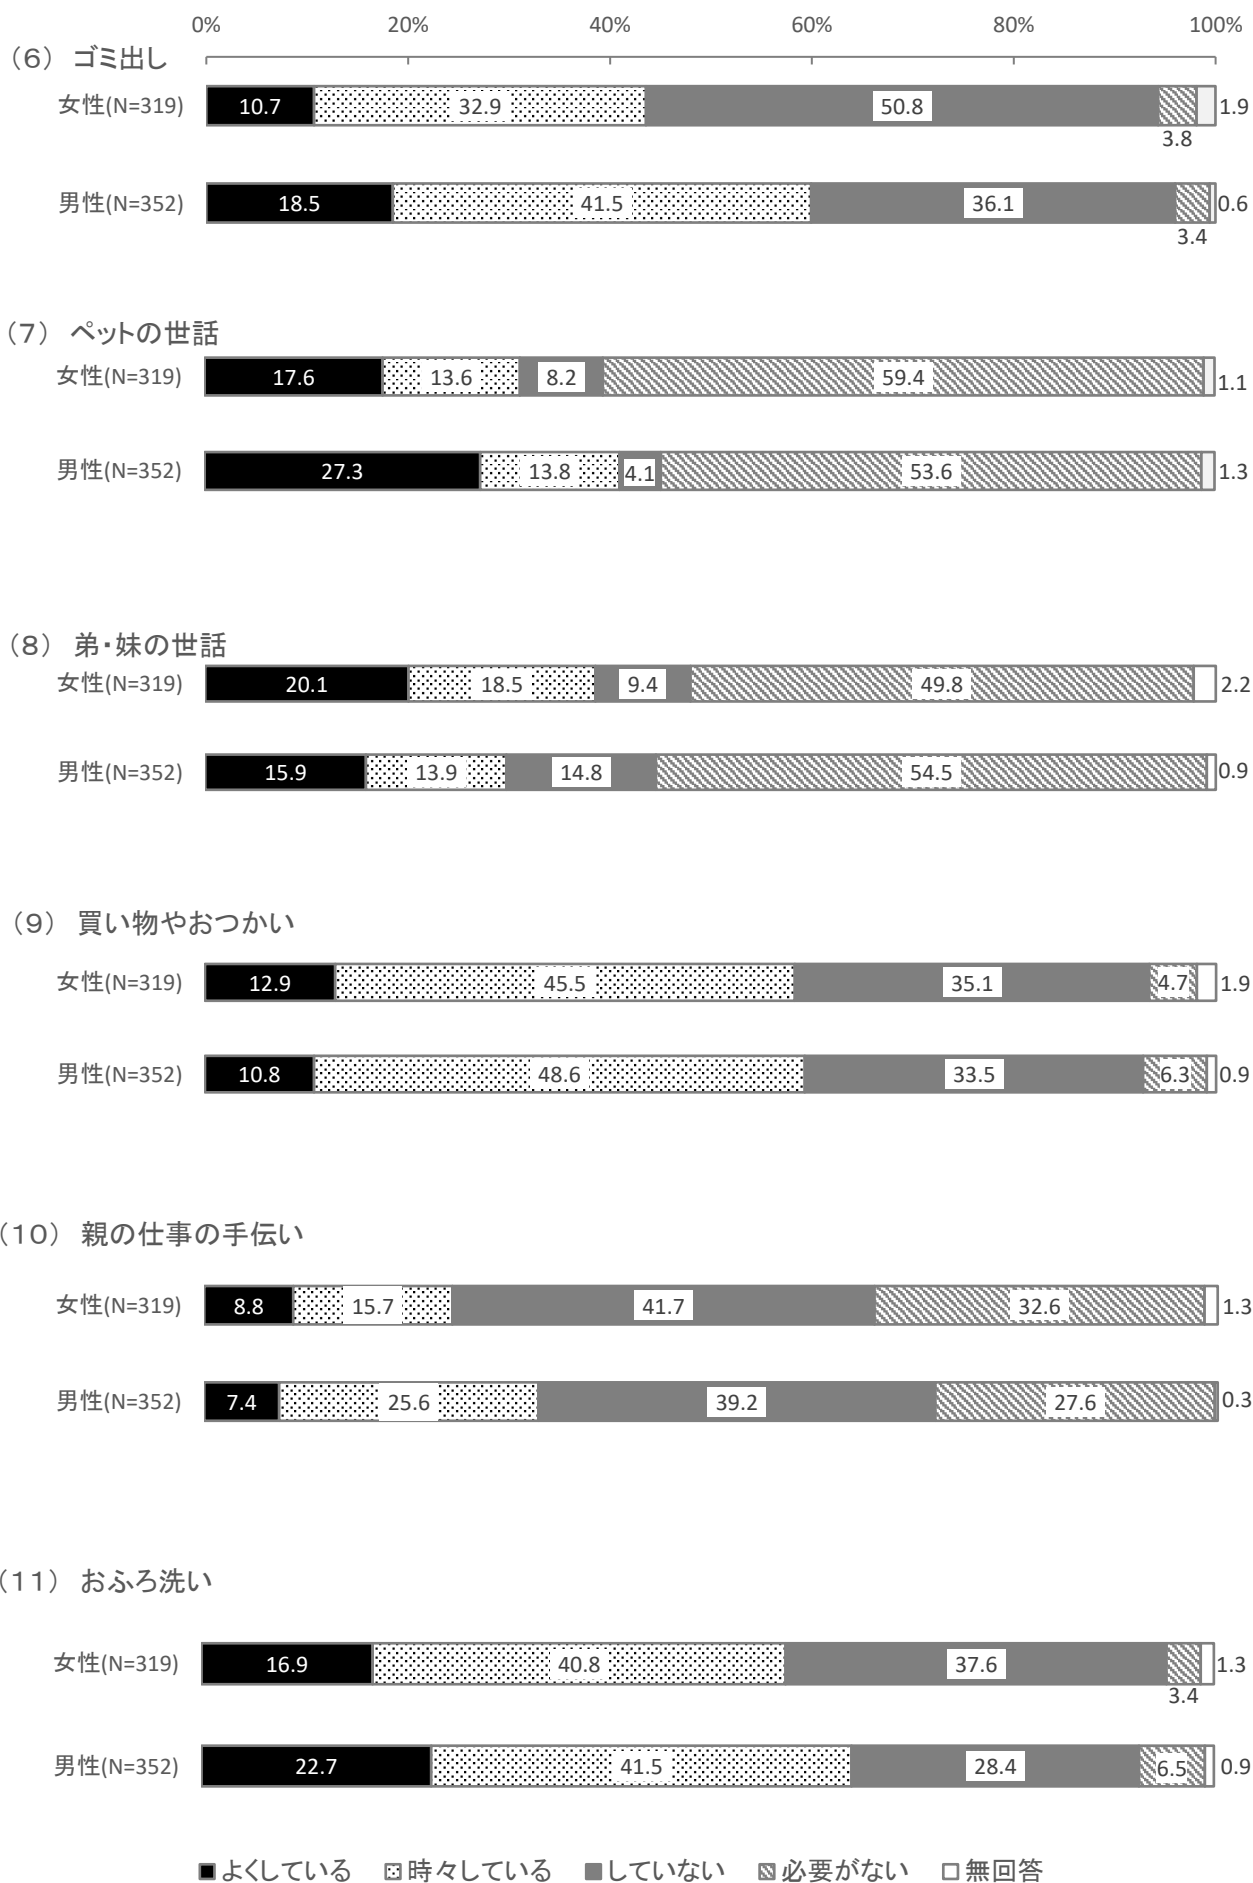 0% 20% 40% 60% 80% 100%
（６） ゴミ出し
女性(N=319) 10.7 32.9 50.8 3.8 1.9
男性(N=352) 18.5 41.5 36.1 3.4 0.6
（７） ペットの世話
女性(N=319) 17.6 13.6 8.2 59.4 1.1
男性(N=352) 27.3 13.8 4.1 53.6 1.3
（８） 弟・妹の世話
女性(N=319) 20.1 18.5 9.4 49.8 2.2
男性(N=352) 15.9 13.9 14.8 54.5 0.9
（９） 買い物やおつかい
女性(N=319) 12.9 45.5 35.1 4.7 1.9
男性(N=352) 10.8 48.6 33.5 6.3 0.9
（１０） 親の仕事の手伝い
女性(N=319) 8.8 15.7 41.7 32.6 1.3
男性(N=352) 7.4 25.6 39.2 27.6 0.3
（１１） おふろ洗い
女性(N=319) 16.9 40.8 37.6 3.4 1.3
男性(N=352) 22.7 41.5 28.4 6.5 0.9
よくしている 時々している していない 必要がない 無回答